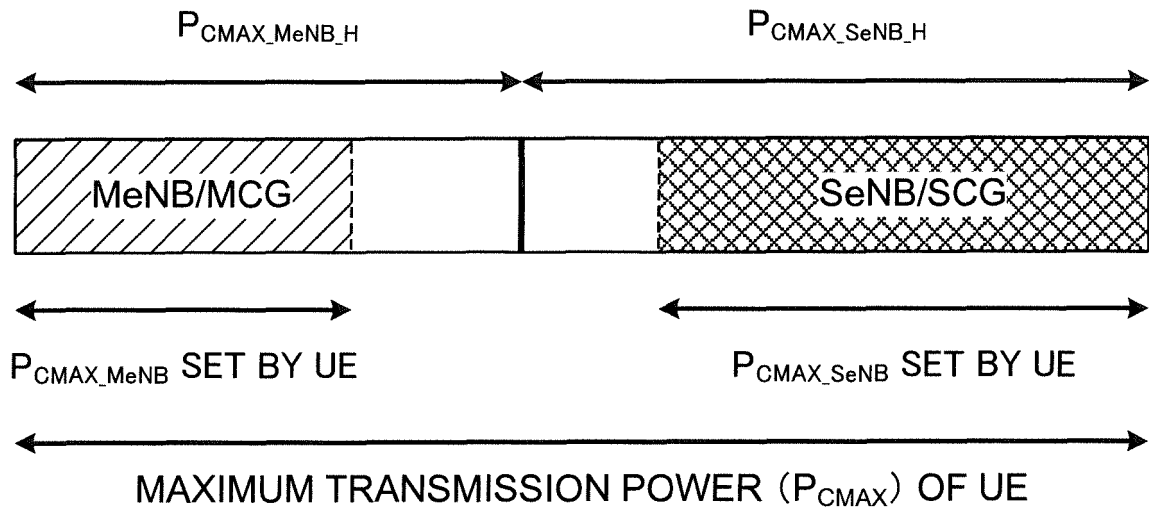 PCMAX_MeNB_H
PCMAX_SeNB_H
MeNB/MCG
SeNB/SCG
PCMAX_MeNB SET BY UE
PCMAX_SeNB SET BY UE
MAXIMUM TRANSMISSION POWER (PCMAX) OF UE